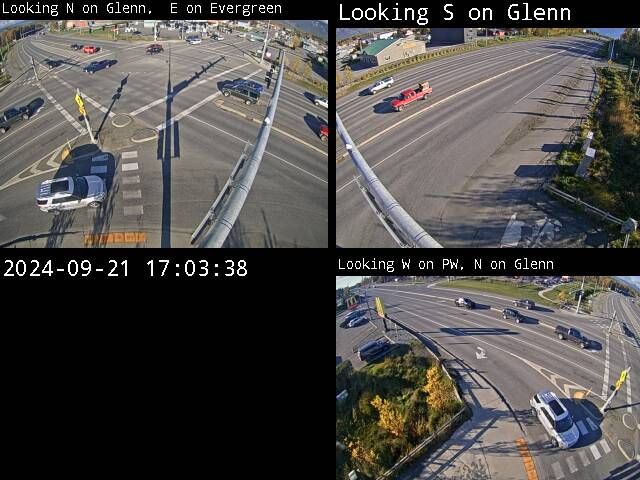 Looking N on Glenn, E on Evergreen
Looking S on Glenn
2024-09-21 17:03:38
Looking W on PW, N on Glenn